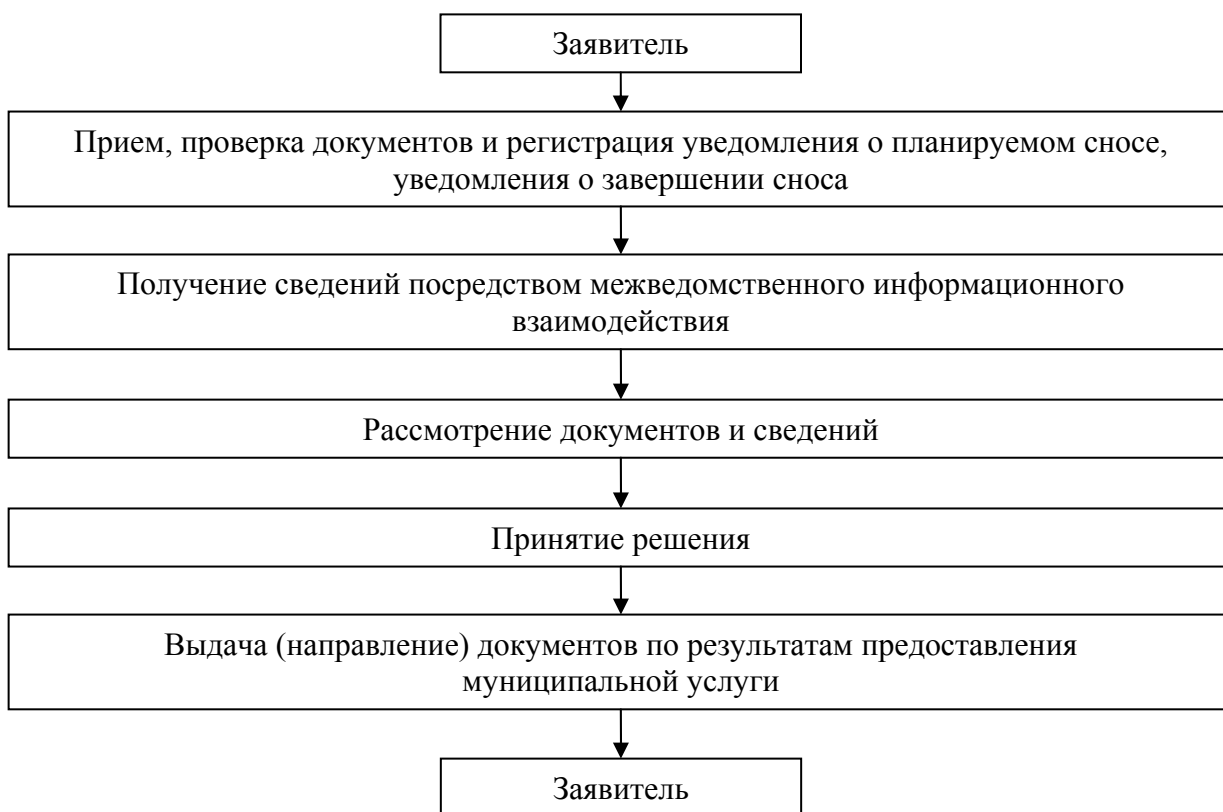 Заявитель
Прием, проверка документов и регистрация уведомления о планируемом сносе,
уведомления о завершении сноса
Получение сведений посредством межведомственного информационного
взаимодействия
Рассмотрение документов и сведений
Принятие решения
Выдача (направление) документов по результатам предоставления
муниципальной услуги
Заявитель